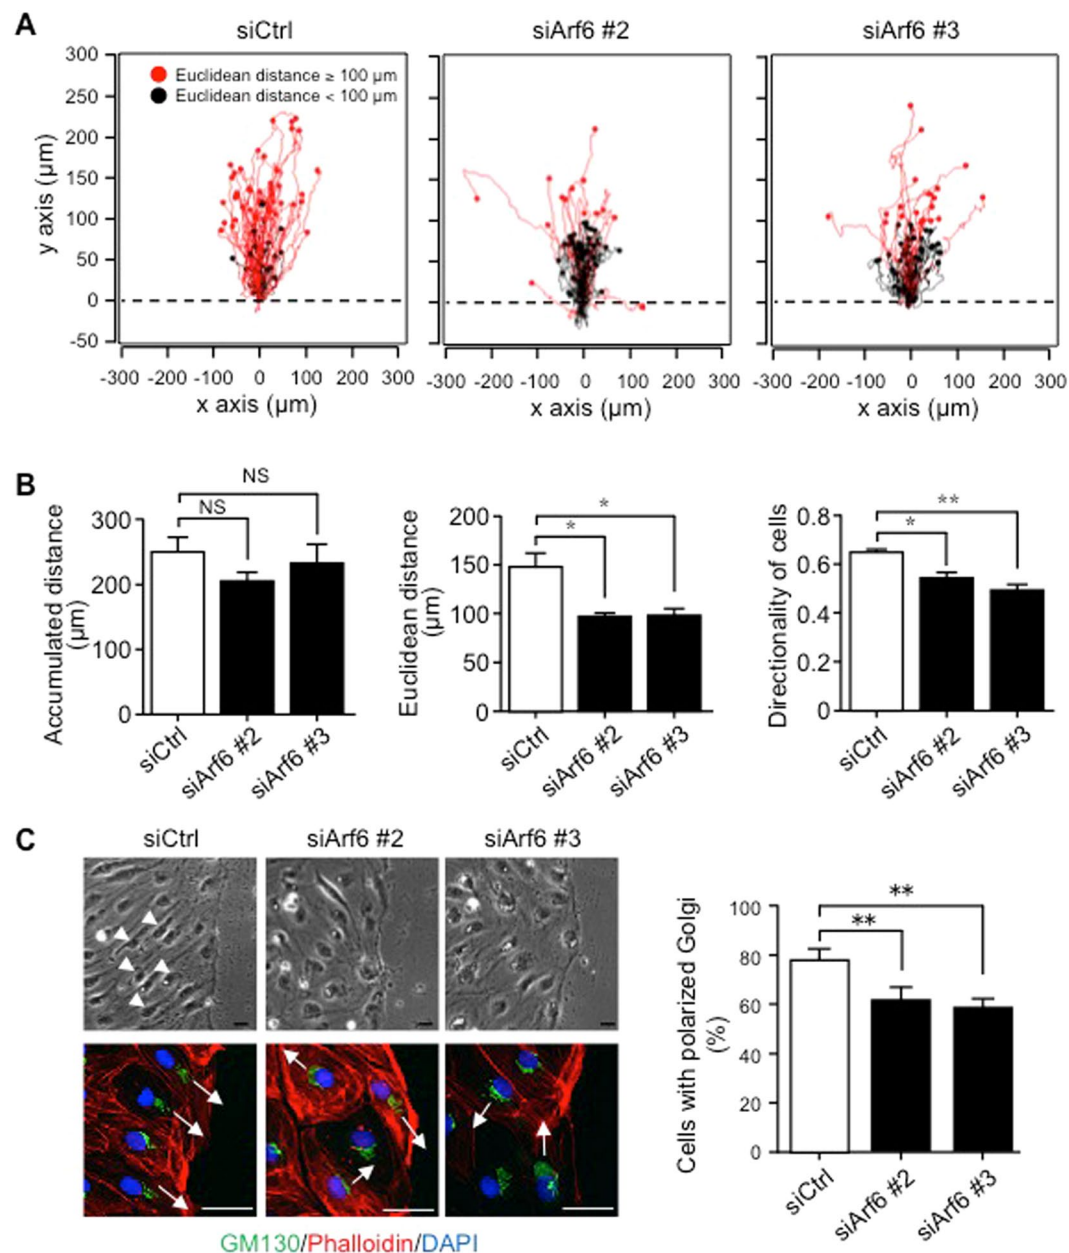 A
siCtrl
siArf6 #2
siArf6 #3
Euclidean distance ≥ 100 µm
Euclidean distance < 100 µm
y axis (µm)
300
250
200
150
100
50
0
-50
-300 -200 -100 0 100 200 300
-300 -200 -100 0 100 200 300
-300 -200 -100 0 100 200 300
x axis (µm)
x axis (µm)
x axis (µm)
B
Accumulated distance
(µm)
300
200
100
0
NS
NS
siCtrl
siArf6 #2
siArf6 #3
Euclidean distance
(µm)
200
150
100
50
0
*
*
siCtrl
siArf6 #2
siArf6 #3
Directionality of cells
0.8
0.6
0.4
0.2
0
**
*
siCtrl
siArf6 #2
siArf6 #3
C
siCtrl
siArf6 #2
siArf6 #3
GM130/Phalloidin/DAPI
Cells with polarized Golgi
(%)
100
80
60
40
20
0
**
**
siCtrl
siArf6 #2
siArf6 #3